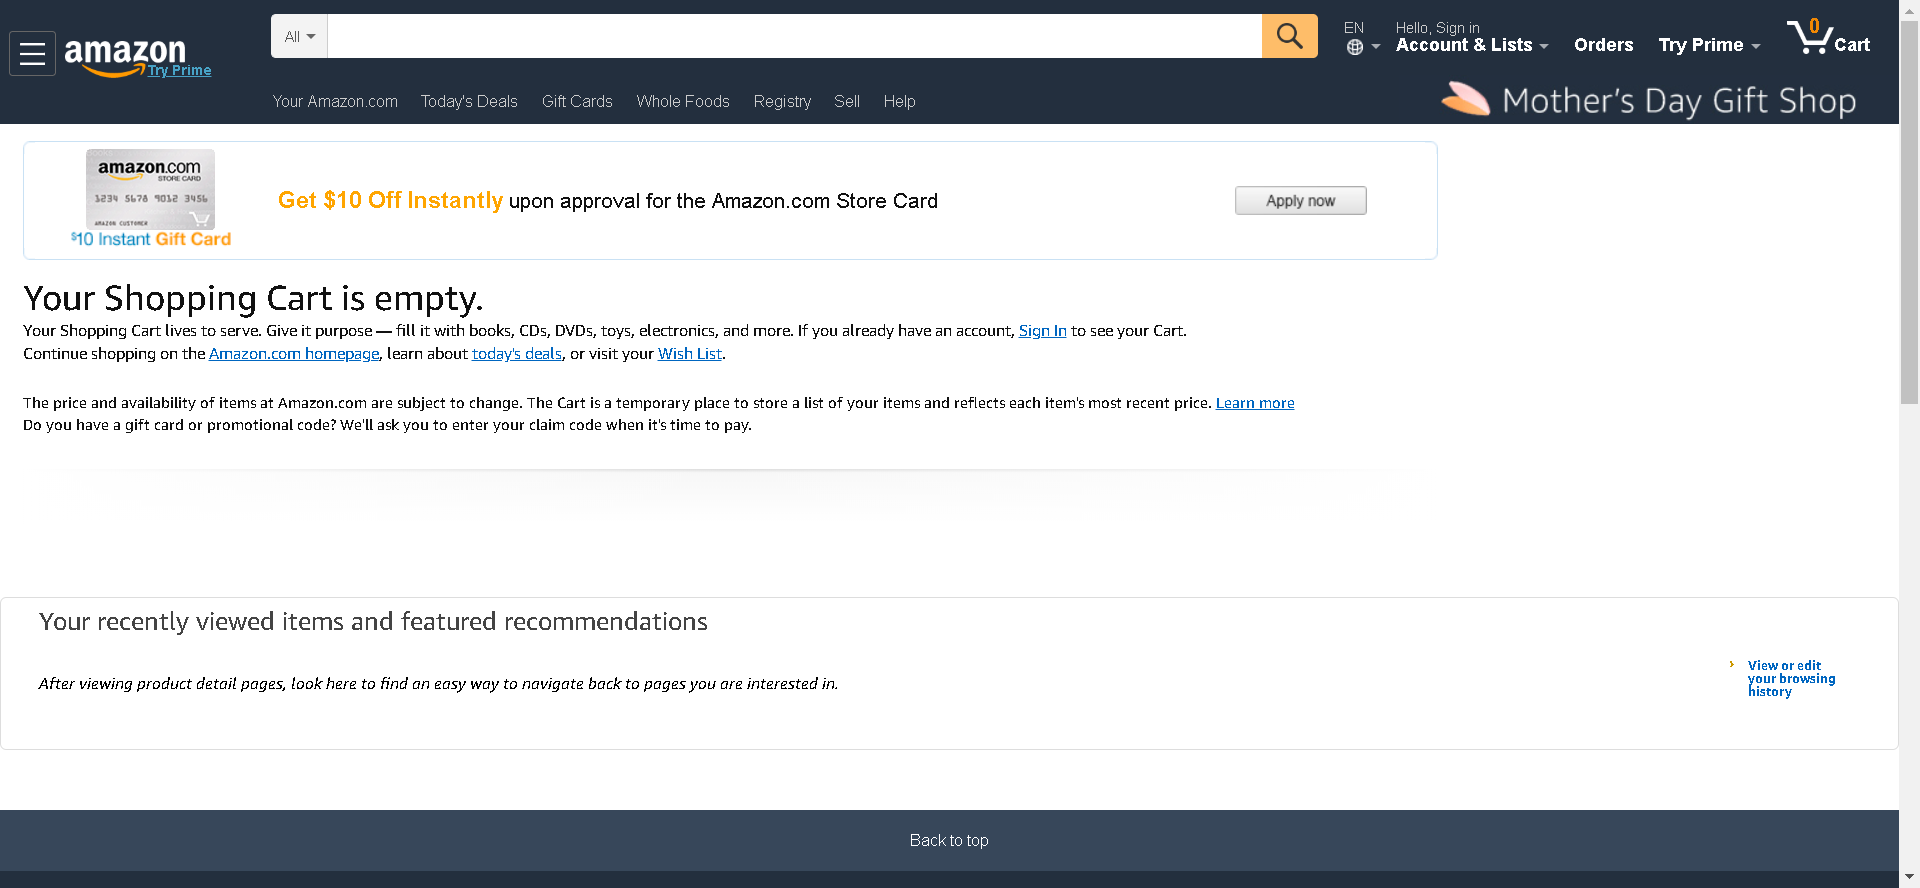 All
EN
Hello, Sign in
Account & Lists
Orders
Try Prime
0
Cart
amazon
Try Prime
Your Amazon.com
Today's Deals
Gift Cards
Whole Foods
Registry
Sell
Help
Mother's Day Gift Shop
amazon.com
STORE CARD
1234 5678 9012 3456
AMAZON CUSTOMER
$10 Instant Gift Card
Get $10 Off Instantly upon approval for the Amazon.com Store Card
Apply now
Your Shopping Cart is empty.
Your Shopping Cart lives to serve. Give it purpose — fill it with books, CDs, DVDs, toys, electronics, and more. If you already have an account, Sign In to see your Cart.
Continue shopping on the Amazon.com homepage, learn about today's deals, or visit your Wish List.
The price and availability of items at Amazon.com are subject to change. The Cart is a temporary place to store a list of your items and reflects each item's most recent price. Learn more
Do you have a gift card or promotional code? We'll ask you to enter your claim code when it's time to pay.
Your recently viewed items and featured recommendations
After viewing product detail pages, look here to find an easy way to navigate back to pages you are interested in.
› View or edit
your browsing
history
Back to top